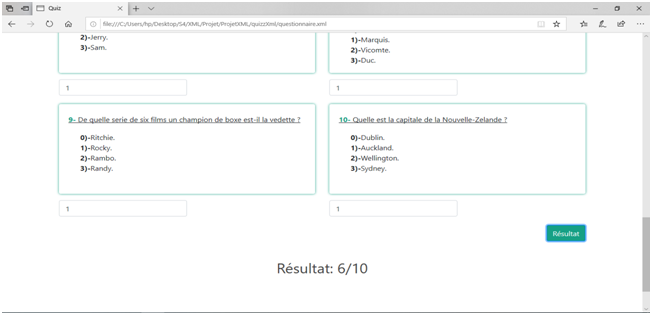 Quiz
file:///C:/Users/hp/Desktop/S4/XML/Projet/ProjetXML/quizzXml/questionnaire.xml
2)-Jerry.
3)-Sam.
1
1)-Marquis.
2)-Vicomte.
3)-Duc.
1
9- De quelle serie de six films un champion de boxe est-il la vedette ?
0)-Ritchie.
1)-Rocky.
2)-Rambo.
3)-Randy.
1
10- Quelle est la capitale de la Nouvelle-Zelande ?
0)-Dublin.
1)-Auckland.
2)-Wellington.
3)-Sydney.
1
Résultat
Résultat: 6/10